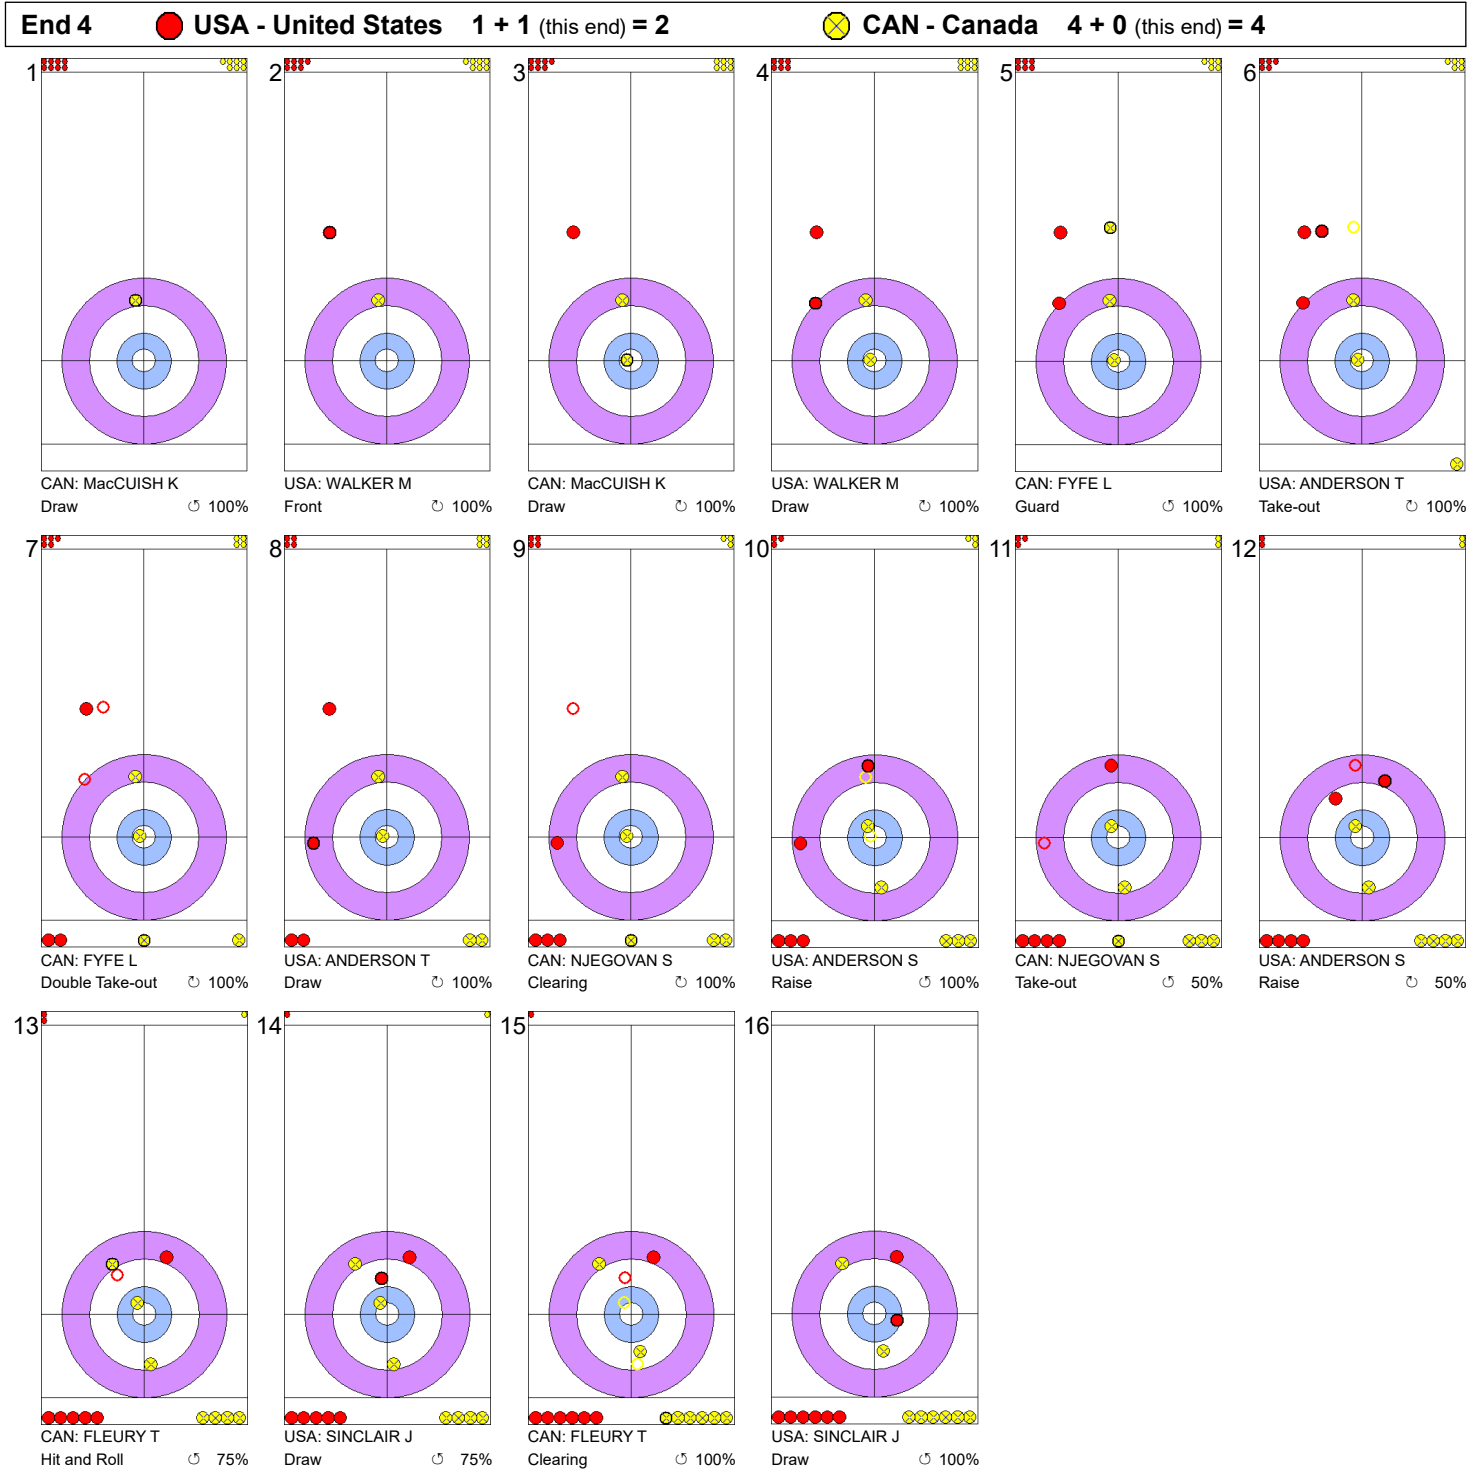 End 4 USA - United States 1 + 1 (this end) = 2 CAN - Canada 4 + 0 (this end) = 4
1 2 3 4 5 6
CAN: MacCUISH K USA: WALKER M CAN: MacCUISH K USA: WALKER M CAN: FYFE L USA: ANDERSON T
Draw ↺ 100% Front ↻ 100% Draw ↻ 100% Draw ↻ 100% Guard ↻ 100% Take-out ↻ 100%
7 8 9 10 11 12
CAN: FYFE L USA: ANDERSON T CAN: NJEGOVAN S USA: ANDERSON S CAN: NJEGOVAN S USA: ANDERSON S
Double Take-out ↻ 100% Draw ↻ 100% Clearing ↻ 100% Raise ↺ 100% Take-out ↺ 50% Raise ↺ 50%
13 14 15 16
CAN: FLEURY T USA: SINCLAIR J CAN: FLEURY T USA: SINCLAIR J
Hit and Roll ↺ 75% Draw ↺ 75% Clearing ↺ 100% Draw ↺ 100%